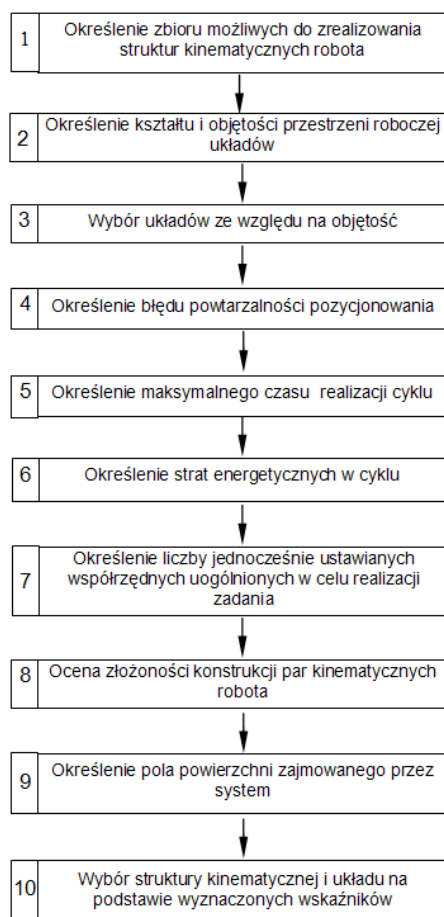 1
Określenie zbioru możliwych do zrealizowania
struktur kinematycznych robota
2
Określenie kształtu i objętości przestrzeni roboczej
układów
3
Wybór układów ze względu na objętość
4
Określenie błędu powtarzalności pozycjonowania
5
Określenie maksymalnego czasu realizacji cyklu
6
Określenie strat energetycznych w cyklu
7
Określenie liczby jednocześnie ustawianych
współrzędnych uogólnionych w celu realizacji
zadania
8
Ocena złożoności konstrukcji par kinematycznych
robota
9
Określenie pola powierzchni zajmowanego przez
system
10
Wybór struktury kinematycznej i układu na
podstawie wyznaczonych wskaźników